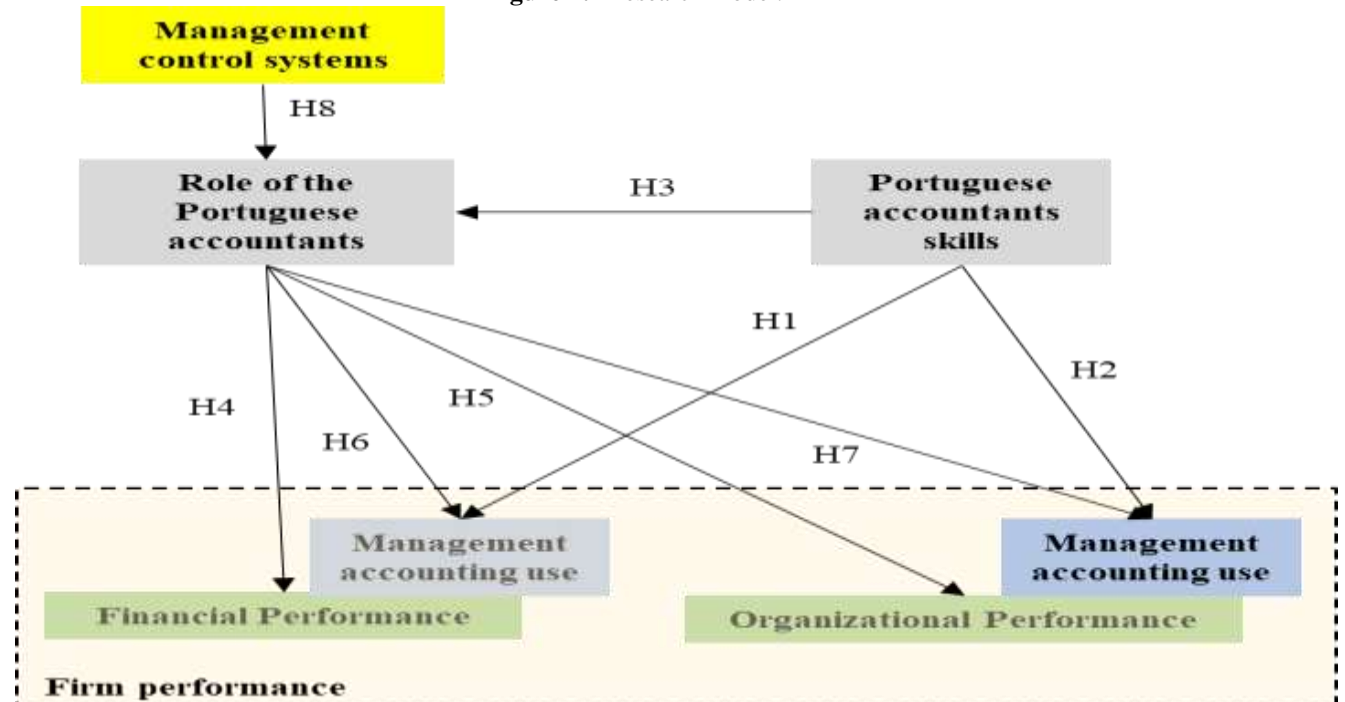 Management
control systems
H8
Role of the
Portuguese
accountants
H3
Portuguese
accountants
skills
H1
H2
H4
H5
H6
H7
Management
accounting use
Management
accounting use
Financial Performance
Organizational Performance
Firm performance